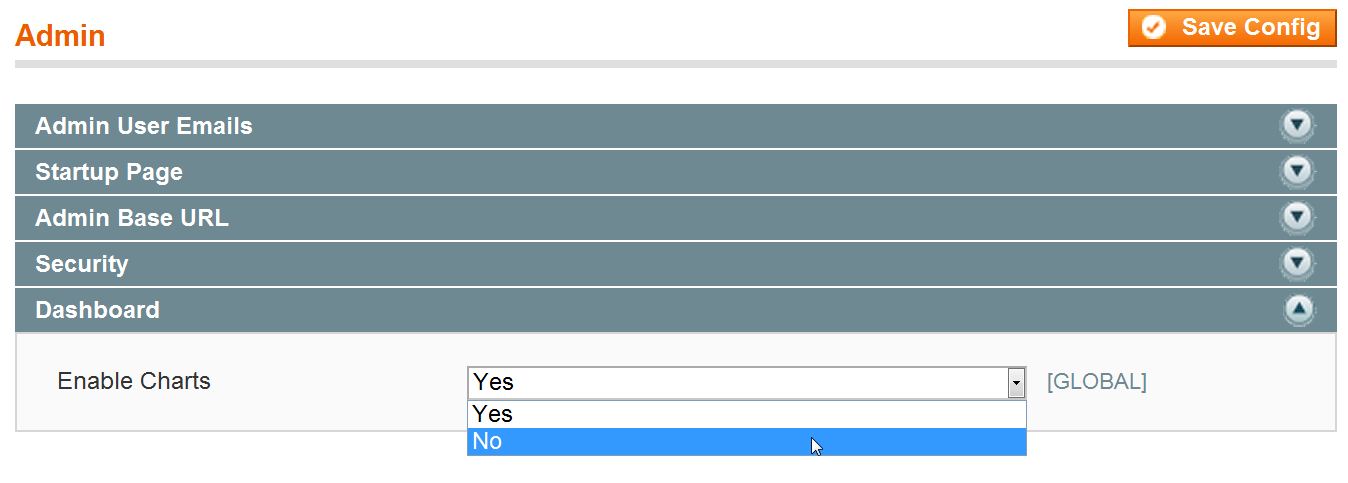 Admin
Save Config
Admin User Emails
Startup Page
Admin Base URL
Security
Dashboard
Enable Charts Yes [GLOBAL]
Yes
No